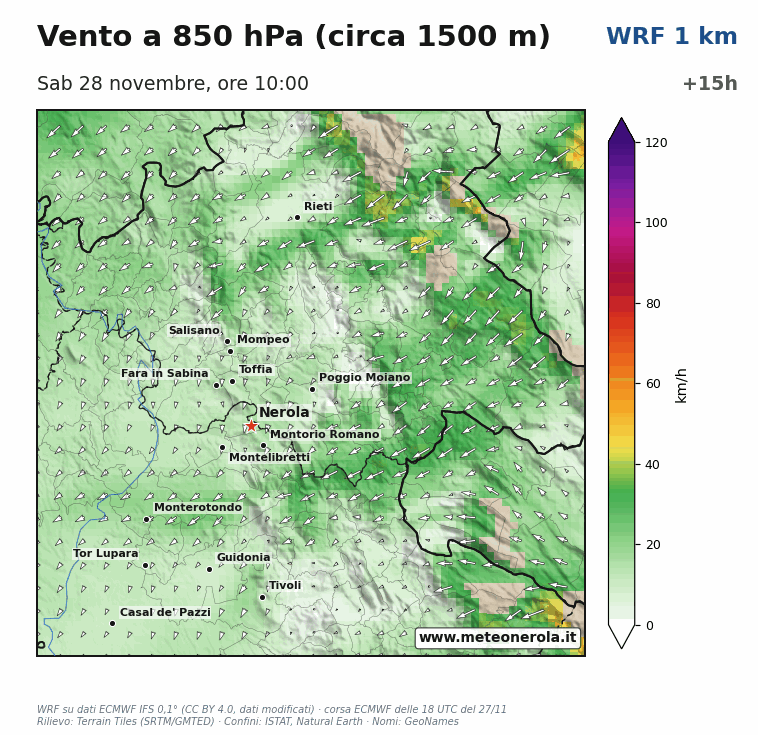 Vento a 850 hPa (circa 1500 m)
WRF 1 km
Sab 28 novembre, ore 10:00
+15h
Rieti
Salisano
Mompeo
Fara in Sabina
Toffia
Poggio Moiano
Nerola
Montorio Romano
Montelibretti
Monterotondo
Tor Lupara
Guidonia
Tivoli
Casal de' Pazzi
www.meteonerola.it
120
100
80
60
40
20
0
km/h
WRF su dati ECMWF IFS 0,1° (CC BY 4.0, dati modificati) · corsa ECMWF delle 18 UTC del 27/11
Rilievo: Terrain Tiles (SRTM/GMTED) · Confini: ISTAT, Natural Earth · Nomi: GeoNames